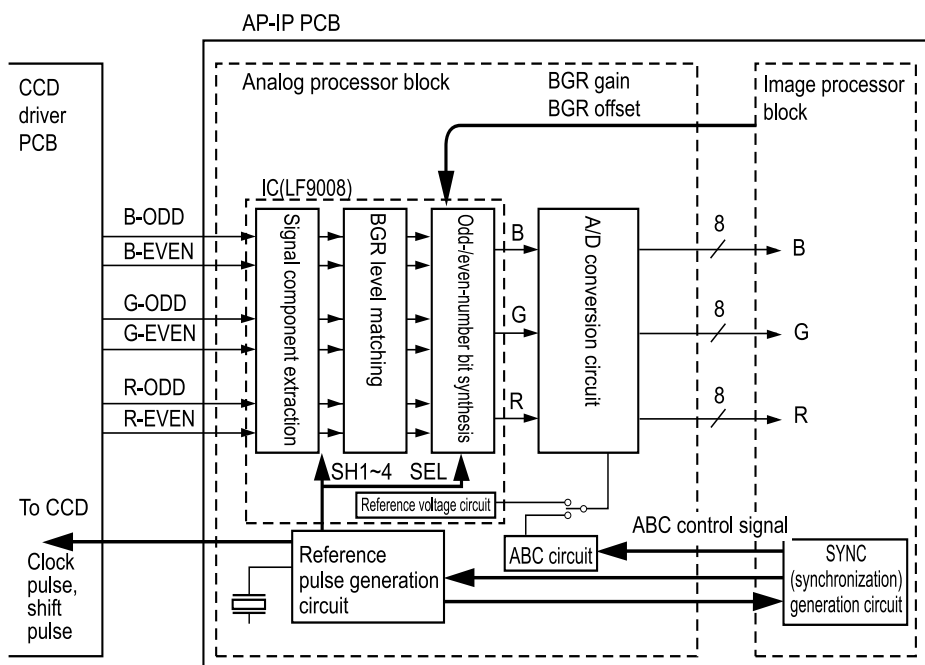 AP-IP PCB
CCD
driver
PCB
Analog processor block
BGR gain
BGR offset
Image processor
block
IC(LF9008)
B-ODD
B-EVEN
G-ODD
G-EVEN
R-ODD
R-EVEN
Signal component extraction
BGR level matching
Odd-/even-number bit synthesis
B
G
R
A/D conversion circuit
8
B
8
G
8
R
SH1~4
SEL
Reference voltage circuit
To CCD
Clock
pulse,
shift
pulse
Reference
pulse generation
circuit
ABC circuit
ABC control signal
SYNC
(synchronization)
generation circuit